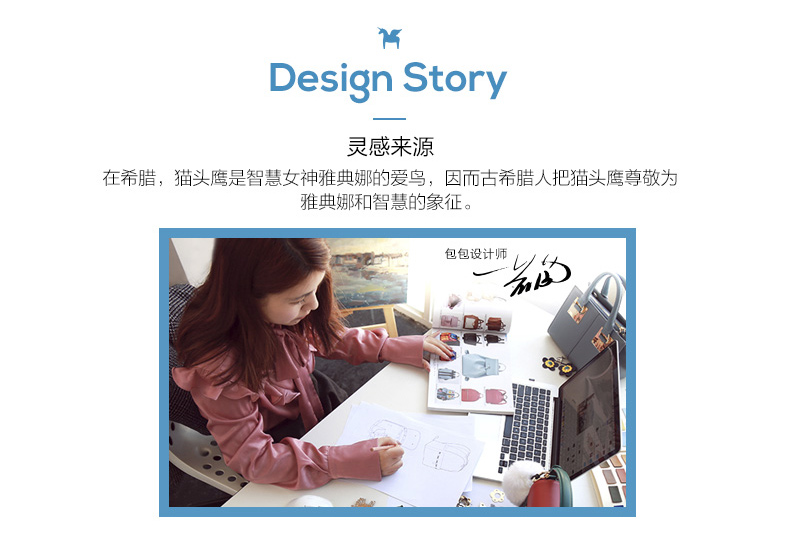 Design Story
灵感来源
在希腊，猫头鹰是智慧女神雅典娜的爱鸟，因而古希腊人把猫头鹰尊敬为
雅典娜和智慧的象征。
包包设计师